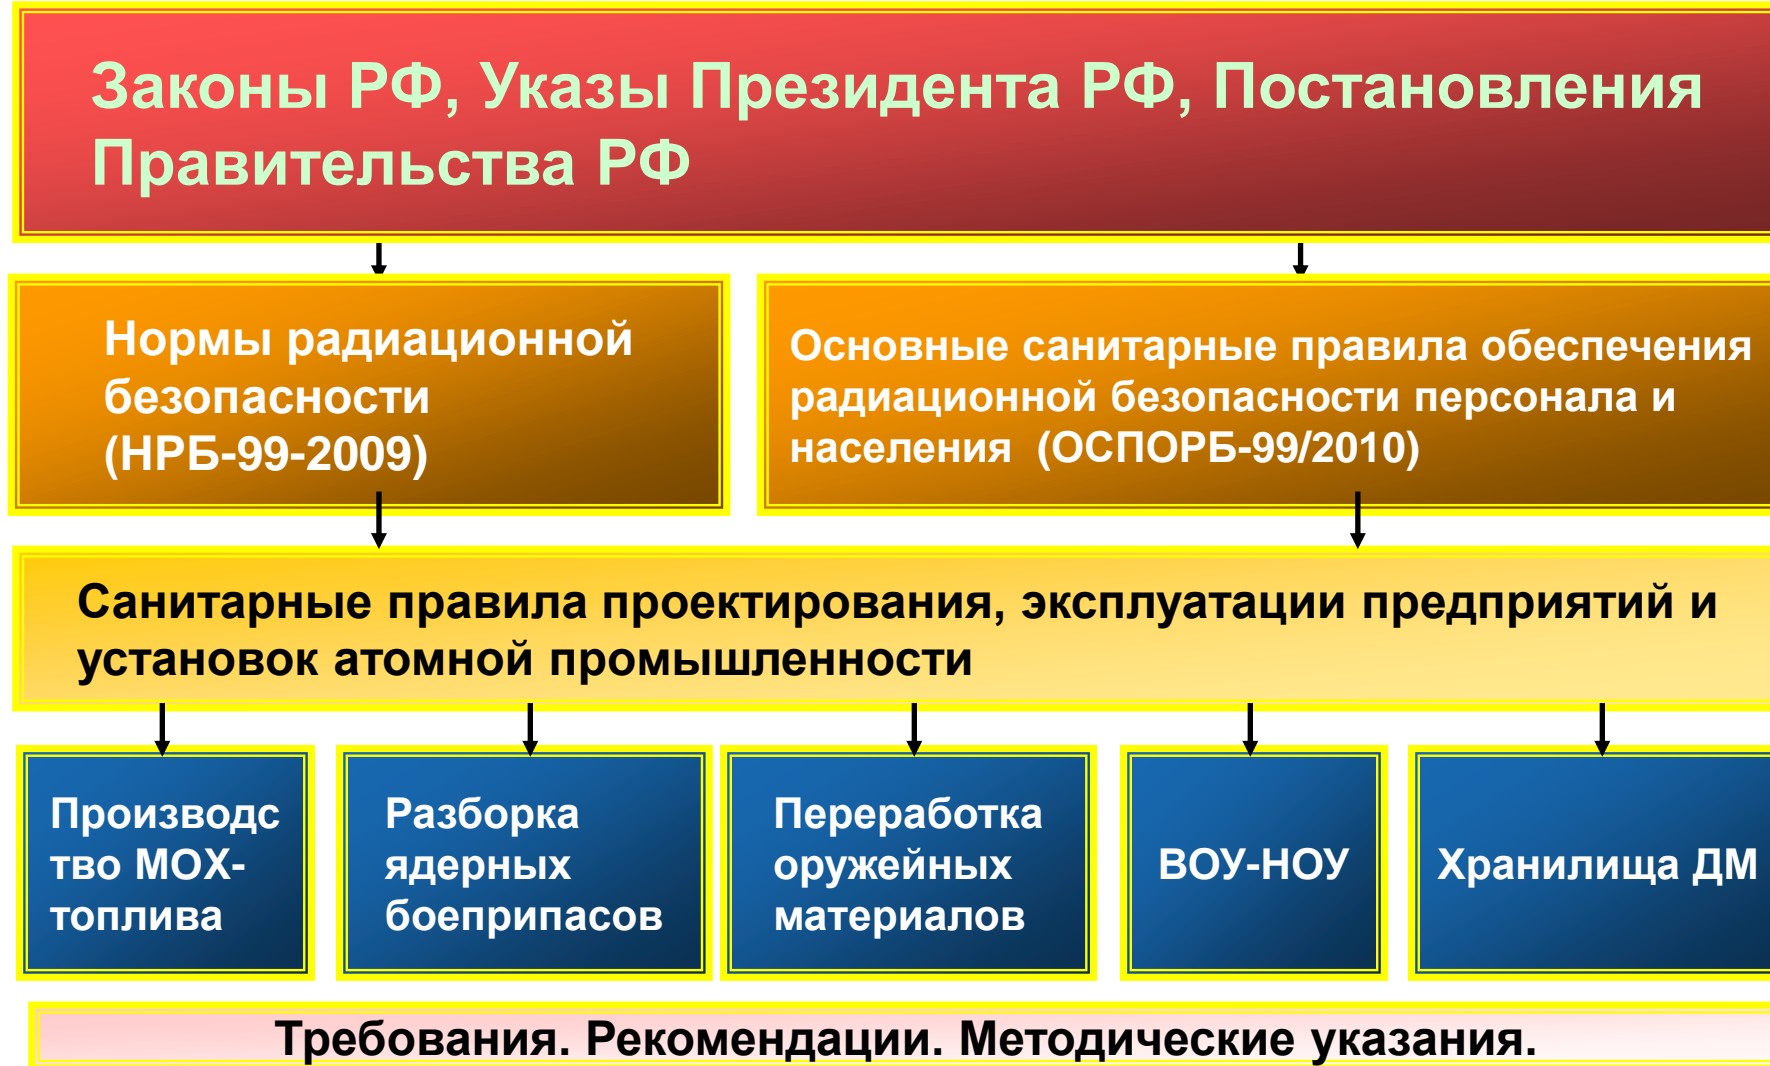 Законы РФ, Указы Президента РФ, Постановления
Правительства РФ
Нормы радиационной
безопасности
(НРБ-99-2009)
Основные санитарные правила обеспечения
радиационной безопасности персонала и
населения (ОСПОРБ-99/2010)
Санитарные правила проектирования, эксплуатации предприятий и
установок атомной промышленности
Производс
тво МОХ-
топлива
Разборка
ядерных
боеприпасов
Переработка
оружейных
материалов
ВОУ-НОУ
Хранилища ДМ
Требования. Рекомендации. Методические указания.